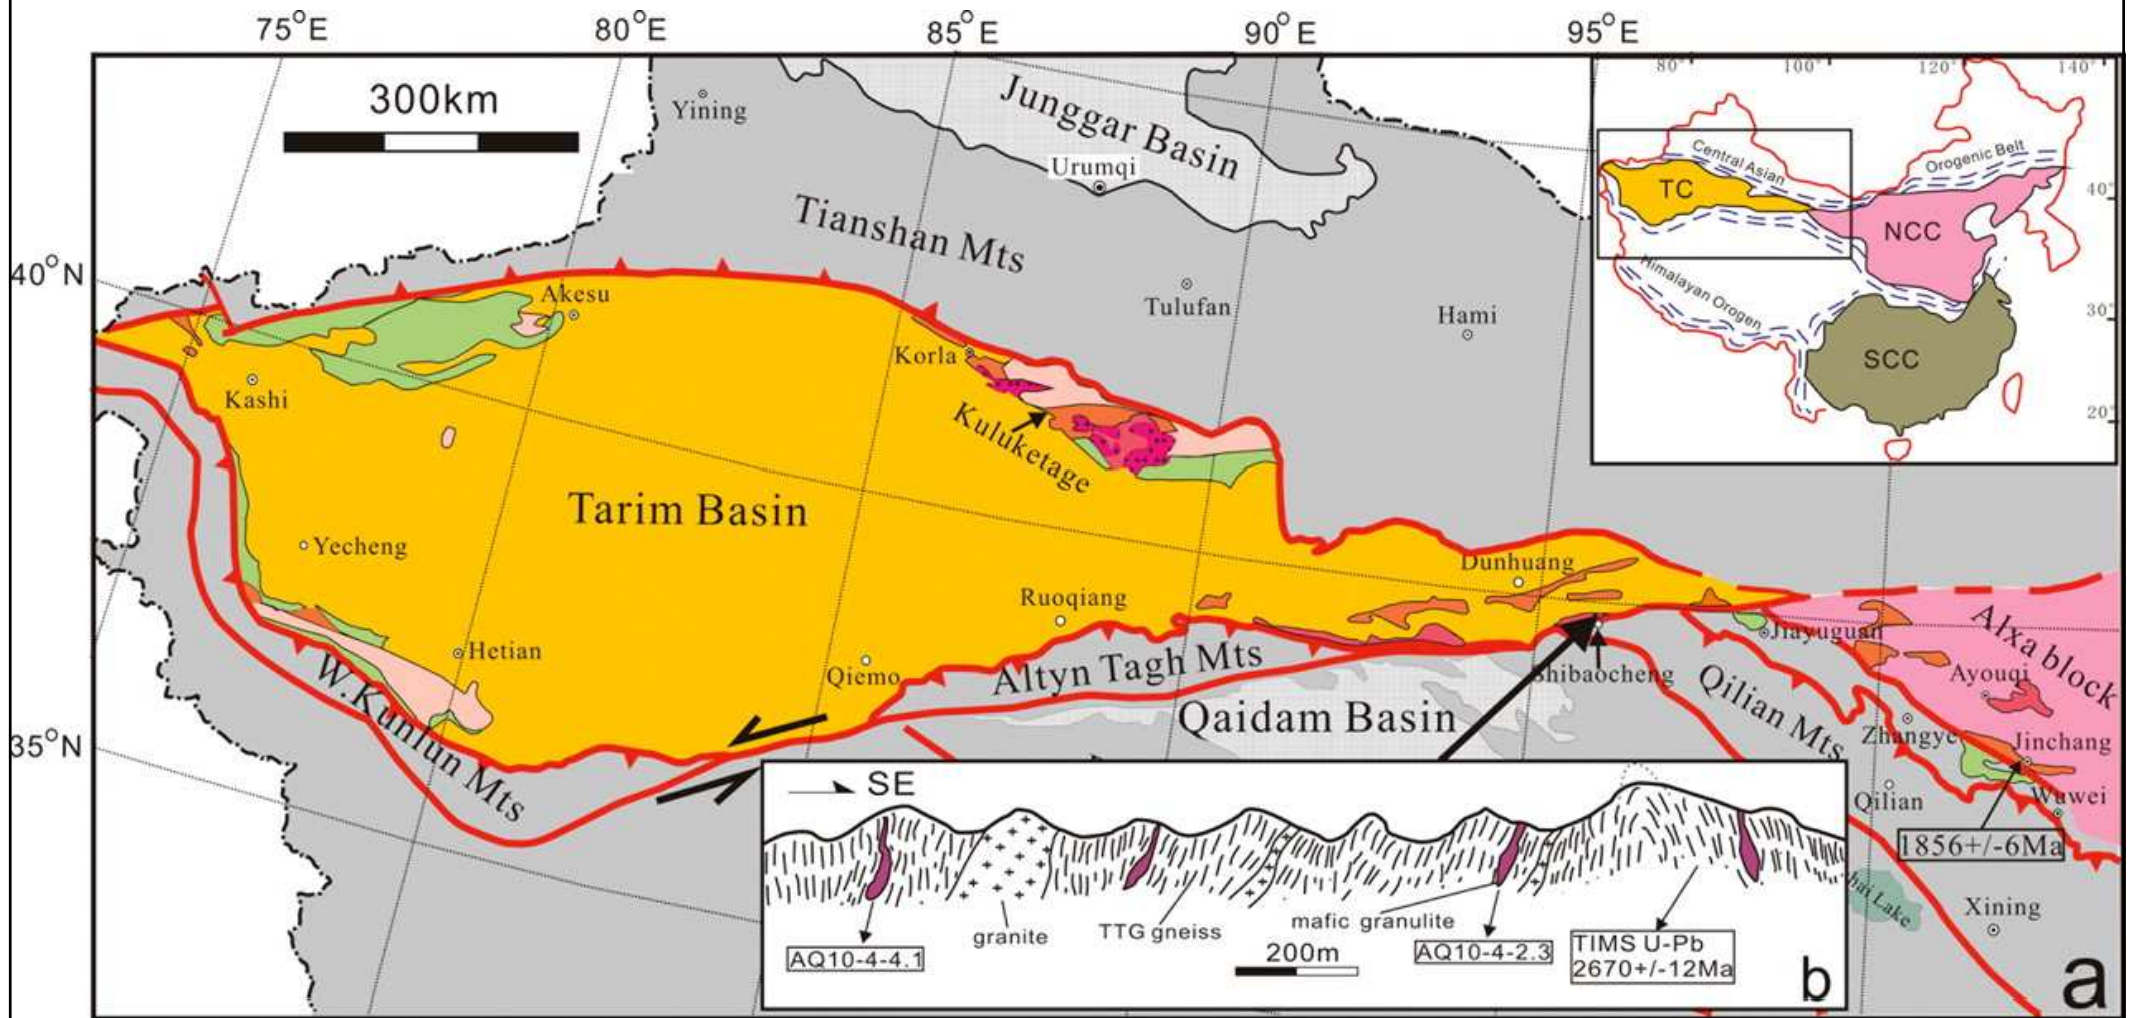 75°E
80°E
85°E
90°E
95°E
40°N
35°N
300km
Yining
Junggar Basin
Urumqi
Tianshan Mts
Tulufan
Hami
Akesu
Kashi
Korla
Kuluketage
Tarim Basin
Yecheng
Hetian
W.Kunlun Mts
Ruoqiang
Qiemo
Altyn Tagh Mts
Qaidam Basin
Dunhuang
Shibaocheng
Jiayuguan
Qilian Mts
Alxa block
Ayouqi
Zhangye
Jinchang
Qilian
Wuwei
1856+/-6Ma
hai Lake
Xining
a
80°
100°
120°
140°
40°
30°
20°
Central Asian
Orogenic Belt
TC
NCC
SCC
Himalayan Orogen
SE
granite
TTG gneiss
mafic granulite
AQ10-4-4.1
AQ10-4-2.3
200m
TIMS U-Pb
2670+/-12Ma
b